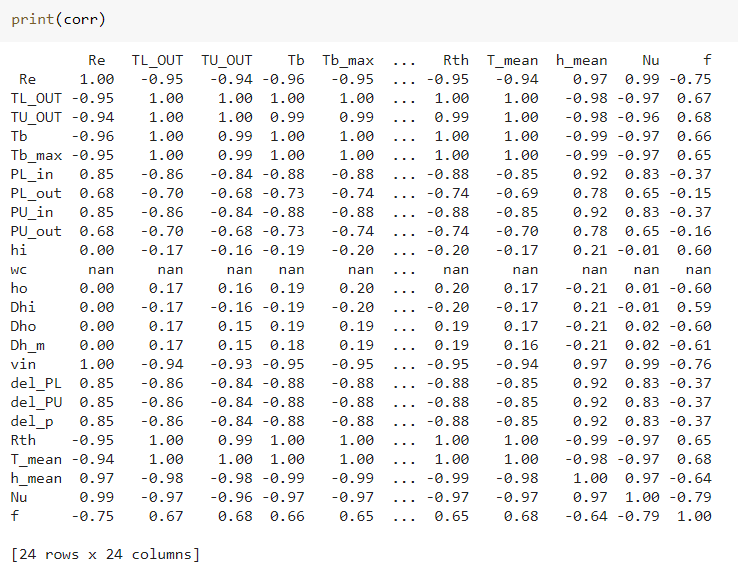 print(corr)
           Re  TL_OUT  TU_OUT    Tb  Tb_max  ...   Rth  T_mean  h_mean    Nu     f
 Re      1.00   -0.95   -0.94 -0.96   -0.95  ... -0.95   -0.94    0.97  0.99 -0.75
TL_OUT  -0.95    1.00    1.00  1.00    1.00  ...  1.00    1.00   -0.98 -0.97  0.67
TU_OUT  -0.94    1.00    1.00  0.99    0.99  ...  0.99    1.00   -0.98 -0.96  0.68
Tb      -0.96    1.00    0.99  1.00    1.00  ...  1.00    1.00   -0.99 -0.97  0.66
Tb_max  -0.95    1.00    0.99  1.00    1.00  ...  1.00    1.00   -0.99 -0.97  0.65
PL_in    0.85   -0.86   -0.84 -0.88   -0.88  ... -0.88   -0.85    0.92  0.83 -0.37
PL_out   0.68   -0.70   -0.68 -0.73   -0.74  ... -0.74   -0.69    0.78  0.65 -0.15
PU_in    0.85   -0.86   -0.84 -0.88   -0.88  ... -0.88   -0.85    0.92  0.83 -0.37
PU_out   0.68   -0.70   -0.68 -0.73   -0.74  ... -0.74   -0.70    0.78  0.65 -0.16
hi       0.00   -0.17   -0.16 -0.19   -0.20  ... -0.20   -0.17    0.21 -0.01  0.60
wc        nan     nan     nan   nan     nan  ...   nan     nan     nan   nan   nan
ho       0.00    0.17    0.16  0.19    0.20  ...  0.20    0.17   -0.21  0.01 -0.60
Dhi      0.00   -0.17   -0.16 -0.19   -0.20  ... -0.20   -0.17    0.21 -0.01  0.59
Dho      0.00    0.17    0.15  0.19    0.19  ...  0.19    0.17   -0.21  0.02 -0.60
Dh_m     0.00    0.17    0.15  0.18    0.19  ...  0.19    0.16   -0.21  0.02 -0.61
vin      1.00   -0.94   -0.93 -0.95   -0.95  ... -0.95   -0.94    0.97  0.99 -0.76
del_PL   0.85   -0.86   -0.84 -0.88   -0.88  ... -0.88   -0.85    0.92  0.83 -0.37
del_PU   0.85   -0.86   -0.84 -0.88   -0.88  ... -0.88   -0.85    0.92  0.83 -0.37
del_p    0.85   -0.86   -0.84 -0.88   -0.88  ... -0.88   -0.85    0.92  0.83 -0.37
Rth     -0.95    1.00    0.99  1.00    1.00  ...  1.00    1.00   -0.99 -0.97  0.65
T_mean  -0.94    1.00    1.00  1.00    1.00  ...  1.00    1.00   -0.98 -0.97  0.68
h_mean   0.97   -0.98   -0.98 -0.99   -0.99  ... -0.99   -0.98    1.00  0.97 -0.64
Nu       0.99   -0.97   -0.96 -0.97   -0.97  ... -0.97   -0.97    0.97  1.00 -0.79
f       -0.75    0.67    0.68  0.66    0.65  ...  0.65    0.68   -0.64 -0.79  1.00
[24 rows x 24 columns]